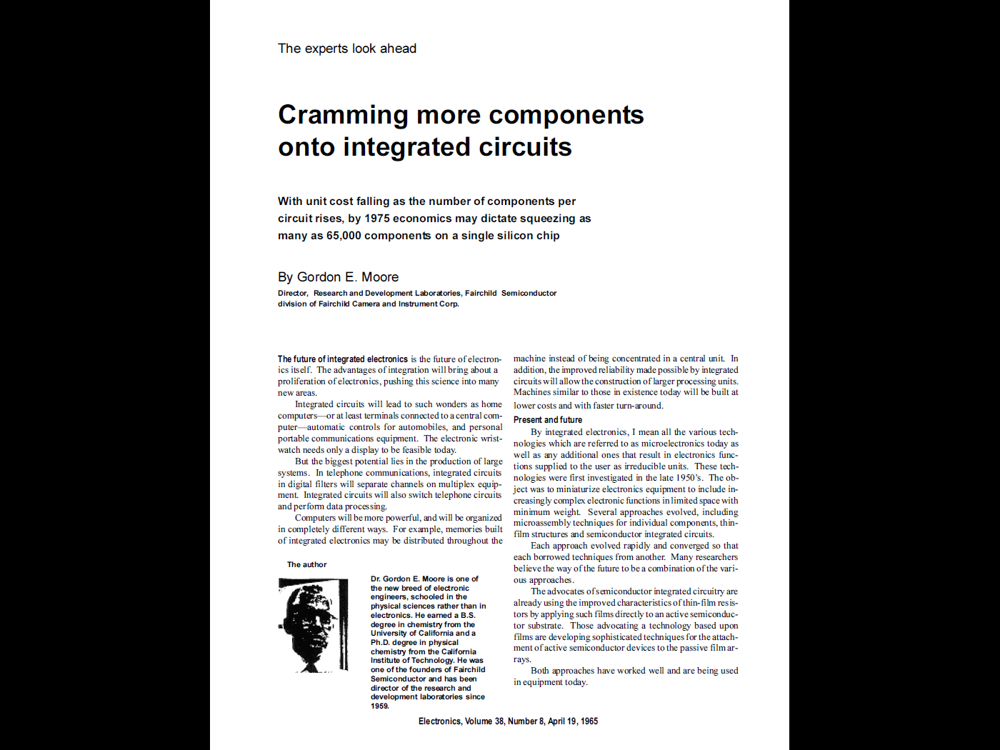 The experts look ahead
Cramming more components
onto integrated circuits
With unit cost falling as the number of components per
circuit rises, by 1975 economics may dictate squeezing as
many as 65,000 components on a single silicon chip
By Gordon E. Moore
Director, Research and Development Laboratories, Fairchild Semiconductor
division of Fairchild Camera and Instrument Corp.
The future of integrated electronics is the future of electron-
ics itself. The advantages of integration will bring about a
proliferation of electronics, pushing this science into many
new areas.
Integrated circuits will lead to such wonders as home
computers—or at least terminals connected to a central com-
puter—automatic controls for automobiles, and personal
portable communications equipment. The electronic wrist-
watch needs only a display to be feasible today.
But the biggest potential lies in the production of large
systems. In telephone communications, integrated circuits
in digital filters will separate channels on multiplex equip-
ment. Integrated circuits will also switch telephone circuits
and perform data processing.
Computers will be more powerful, and will be organized
in completely different ways. For example, memories built
of integrated electronics may be distributed throughout the
machine instead of being concentrated in a central unit. In
addition, the improved reliability made possible by integrated
circuits will allow the construction of larger processing units.
Machines similar to those in existence today will be built at
lower costs and with faster turn-around.
Present and future
By integrated electronics, I mean all the various tech-
nologies which are referred to as microelectronics today as
well as any additional ones that result in electronics func-
tions supplied to the user as irreducible units. These tech-
nologies were first investigated in the late 1950's. The ob-
ject was to miniaturize electronics equipment to include in-
creasingly complex electronic functions in limited space with
minimum weight. Several approaches evolved, including
microassembly techniques for individual components, thin-
film structures and semiconductor integrated circuits.
Each approach evolved rapidly and converged so that
each borrowed techniques from another. Many researchers
believe the way of the future to be a combination of the vari-
ous approaches.
The advocates of semiconductor integrated circuitry are
already using the improved characteristics of thin-film resis-
tors by applying such films directly to an active semiconduc-
tor substrate. Those advocating a technology based upon
films are developing sophisticated techniques for the attach-
ment of active semiconductor devices to the passive film ar-
rays.
Both approaches have worked well and are being used
in equipment today.
The author
Dr. Gordon E. Moore is one of
the new breed of electronic
engineers, schooled in the
physical sciences rather than in
electronics. He earned a B.S.
degree in chemistry from the
University of California and a
Ph.D. degree in physical
chemistry from the California
Institute of Technology. He was
one of the founders of Fairchild
Semiconductor and has been
director of the research and
development laboratories since
1959.
Electronics, Volume 38, Number 8, April 19, 1965